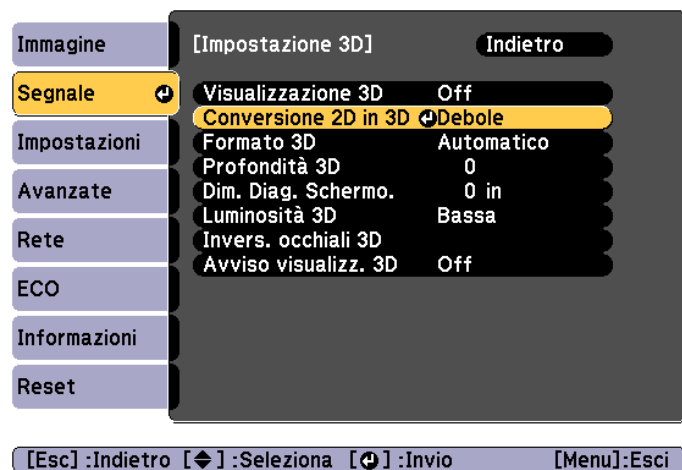 Immagine
Segnale
Impostazioni
Avanzate
Rete
ECO
Informazioni
Reset
[Impostazione 3D] Indietro
Visualizzazione 3D Off
Conversione 2D in 3D Debole
Formato 3D Automatico
Profondità 3D 0
Dim. Diag. Schermo. 0 in
Luminosità 3D Bassa
Invers. occhiali 3D
Avviso visualizz. 3D Off
[Esc] :Indietro [◆] :Seleziona [⏎] :Invio [Menu]:Esci